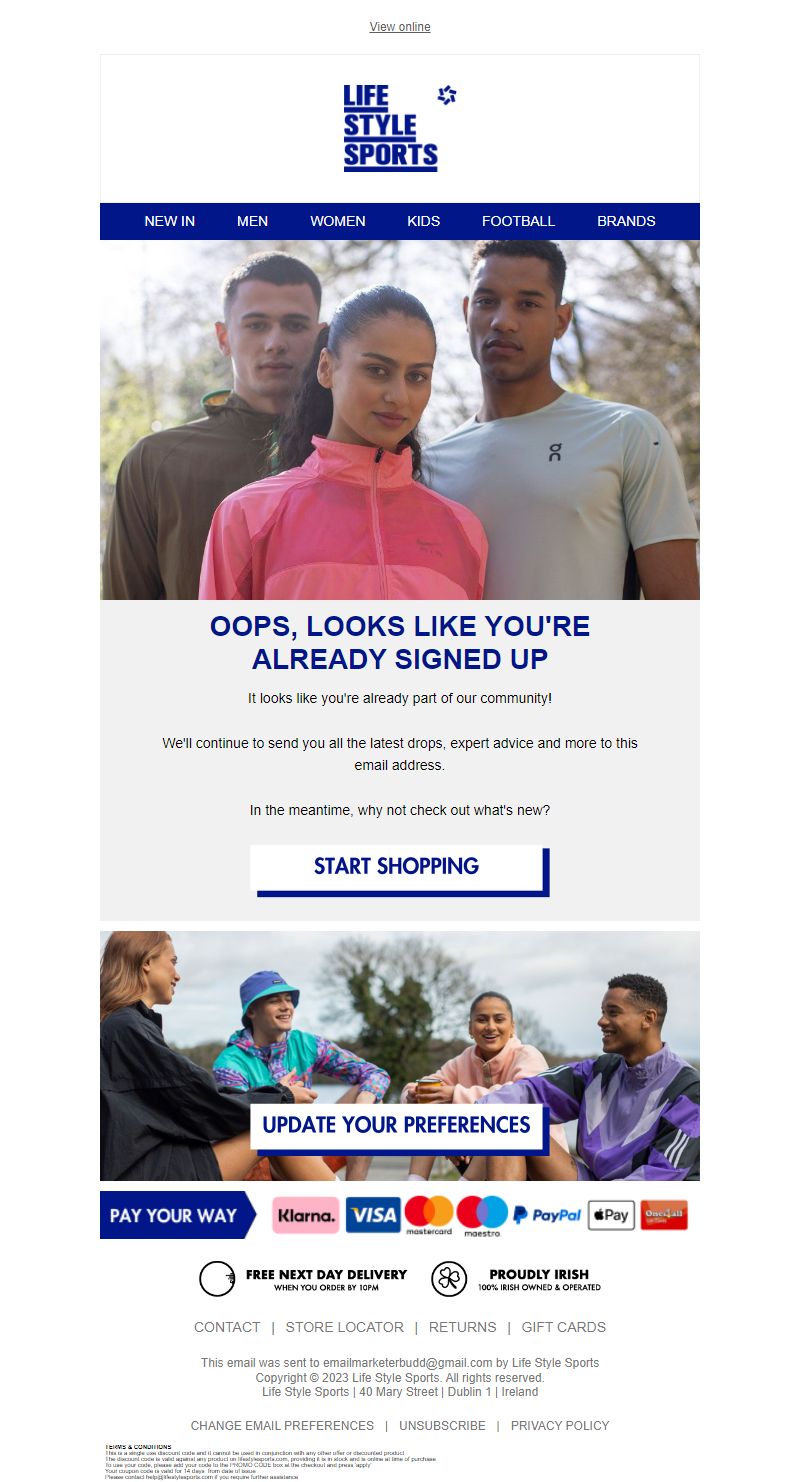 View online
LIFE
STYLE
SPORTS
NEW IN MEN WOMEN KIDS FOOTBALL BRANDS
OOPS, LOOKS LIKE YOU'RE
ALREADY SIGNED UP
It looks like you're already part of our community!
We'll continue to send you all the latest drops, expert advice and more to this
email address.
In the meantime, why not check out what's new?
START SHOPPING
UPDATE YOUR PREFERENCES
PAY YOUR WAY Klarna. VISA mastercard maestro PayPal Pay One4all
FREE NEXT DAY DELIVERY
WHEN YOU ORDER BY 10PM
PROUDLY IRISH
100% IRISH OWNED & OPERATED
CONTACT | STORE LOCATOR | RETURNS | GIFT CARDS
This email was sent to emailmarketerbudd@gmail.com by Life Style Sports
Copyright © 2023 Life Style Sports. All rights reserved.
Life Style Sports | 40 Mary Street | Dublin 1 | Ireland
CHANGE EMAIL PREFERENCES | UNSUBSCRIBE | PRIVACY POLICY
TERMS & CONDITIONS
This is a single use discount code and it cannot be used in conjunction with any other offer or discounted product
The discount code is valid against any product on lifestylesports.com, providing it is in stock and is online at time of purchase
To use your code, please add your code to the PROMO CODE box at the checkout and press 'apply'
Your coupon code is valid for 14 days from date of issue
Please contact help@lifestylesports.com if you require further assistance